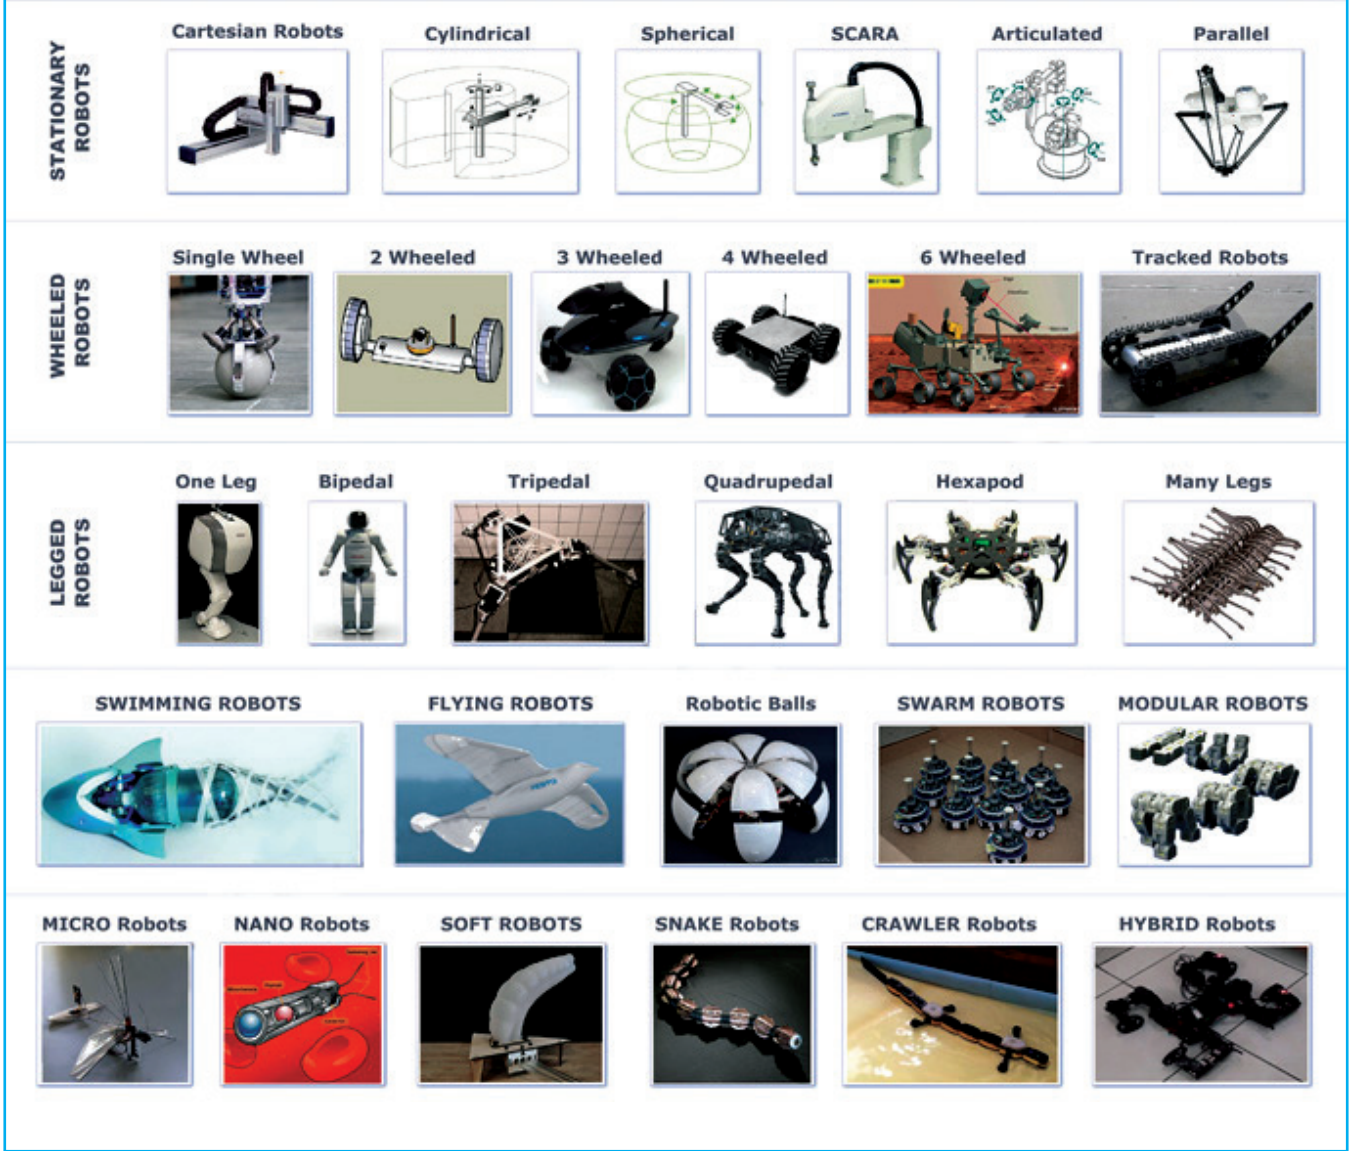 STATIONARY
ROBOTS
Cartesian Robots
Cylindrical
Spherical
SCARA
Articulated
Parallel
WHEELED
ROBOTS
Single Wheel
2 Wheeled
3 Wheeled
4 Wheeled
6 Wheeled
Tracked Robots
LEGGED
ROBOTS
One Leg
Bipedal
Tripedal
Quadrupedal
Hexapod
Many Legs
SWIMMING ROBOTS
FLYING ROBOTS
Robotic Balls
SWARM ROBOTS
MODULAR ROBOTS
MICRO Robots
NANO Robots
SOFT ROBOTS
SNAKE Robots
CRAWLER Robots
HYBRID Robots